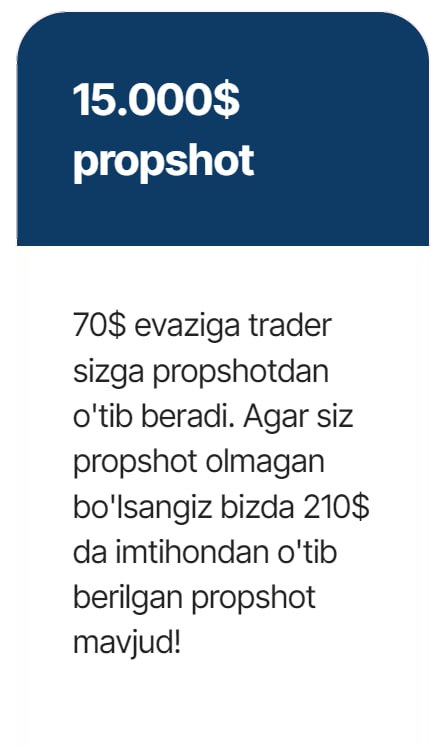 15.000$
propshot
70$ evaziga trader
sizga propshotdan
o'tib beradi. Agar siz
propshot olmagan
bo'lsangiz bizda 210$
da imtihondan o'tib
berilgan propshot
mavjud!